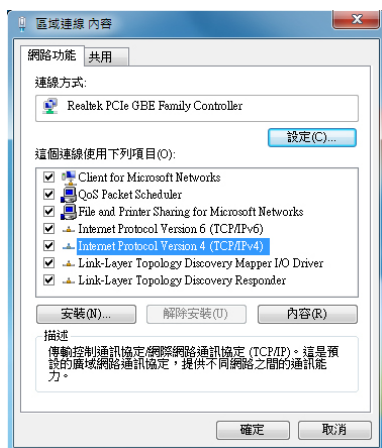 區域連線 內容
網路功能 共用
連線方式:
Realtek PCIe GBE Family Controller
設定(C)...
這個連線使用下列項目(O):
Client for Microsoft Networks
QoS Packet Scheduler
File and Printer Sharing for Microsoft Networks
Internet Protocol Version 6 (TCP/IPv6)
Internet Protocol Version 4 (TCP/IPv4)
Link-Layer Topology Discovery Mapper I/O Driver
Link-Layer Topology Discovery Responder
安裝(N)... 解除安裝(U) 內容(R)
描述
傳輸控制通訊協定/網際網路通訊協定 (TCP/IP)。這是預
設的廣域網路通訊協定，提供不同網路之間的通訊能
力。
確定 取消